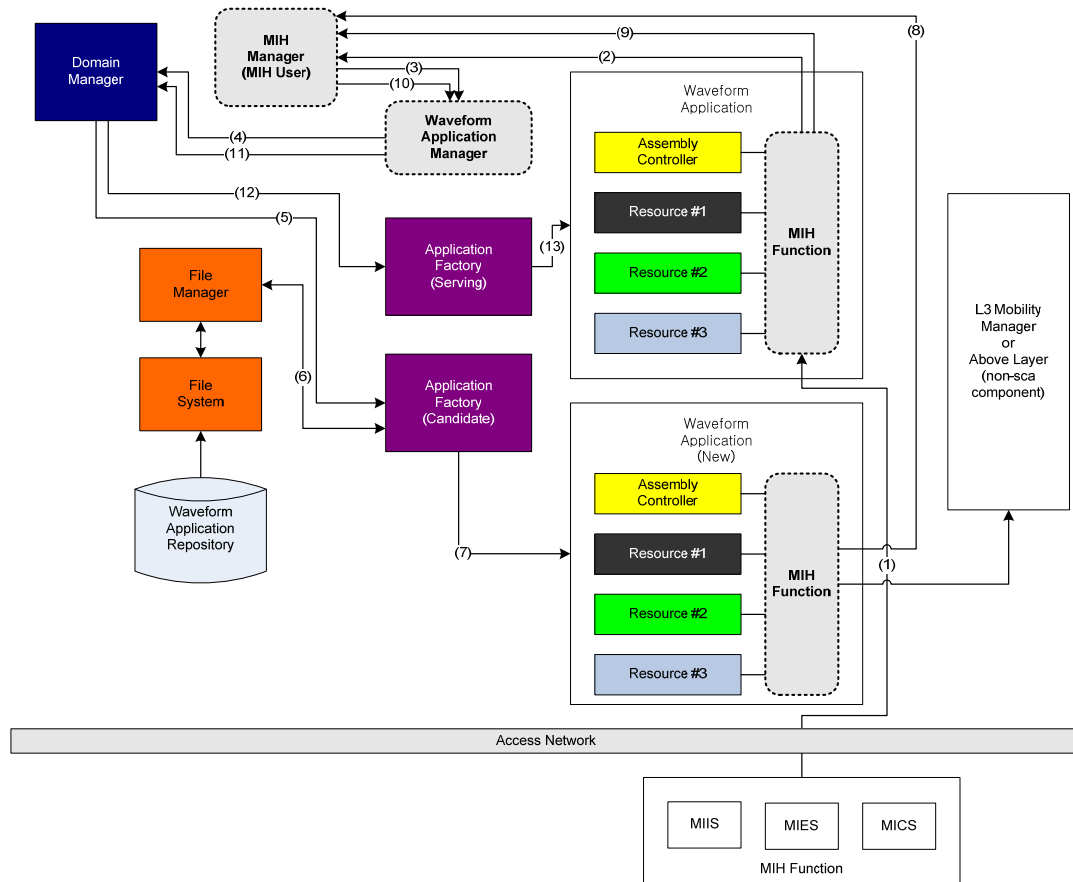 MIH
Manager
(MIH User)
(8)
(9)
(2)
(3)
(10)
Domain
Manager
Waveform
Application
Manager
(4)
(11)
(12)
(5)
Waveform
Application
Assembly
Controller
Resource #1
Resource #2
Resource #3
MIH
Function
Application
Factory
(Serving)
(13)
File
Manager
File
System
(6)
Application
Factory
(Candidate)
L3 Mobility
Manager
or
Above Layer
(non-sca
component)
Waveform
Application
Repository
(7)
Waveform
Application
(New)
Assembly
Controller
Resource #1
Resource #2
Resource #3
MIH
Function
(1)
Access Network
MIIS
MIES
MICS
MIH Function